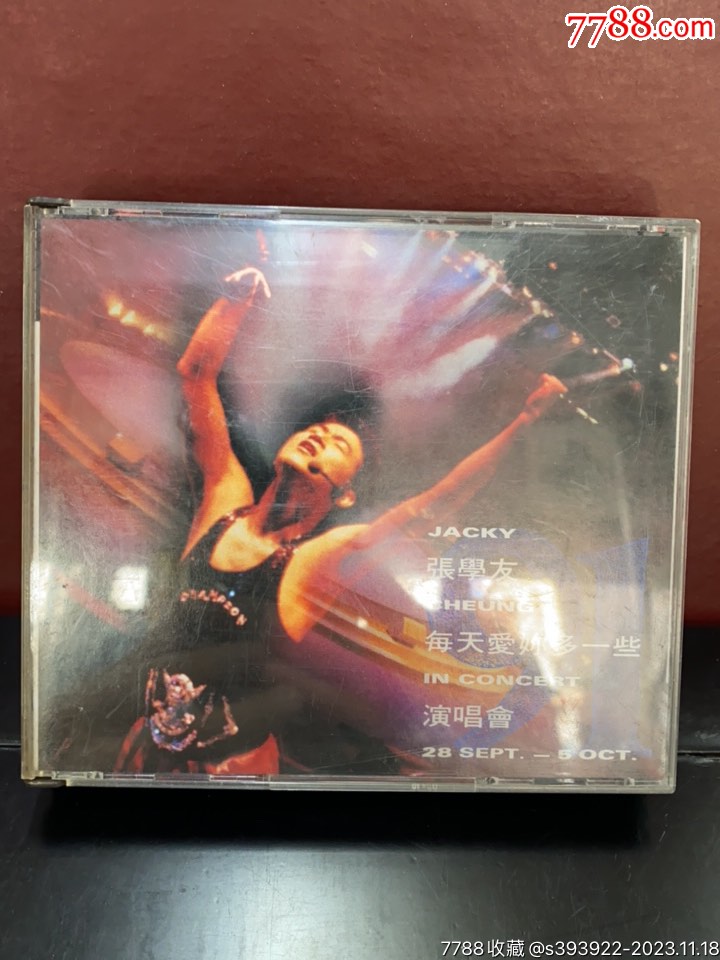 7788.com
JACKY
張學友
CHEUNG
每天愛妳多一些
IN CONCERT
演唱會
28 SEPT. — 5 OCT.
CHAMPION
7788收藏@s393922-2023.11.18